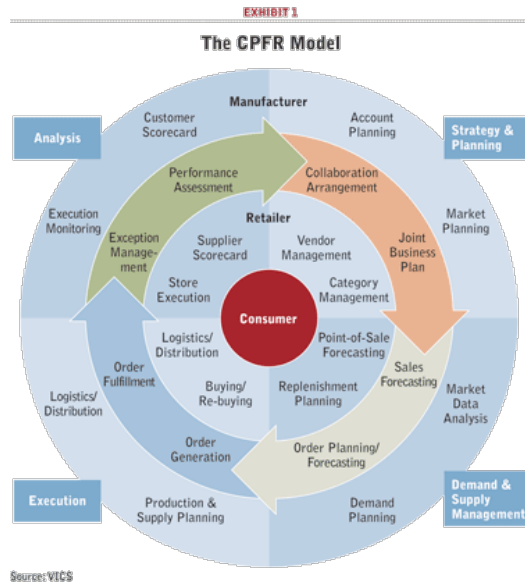 EXHIBIT 1
The CPFR Model
Manufacturer
Customer
Scorecard
Account
Planning
Analysis
Strategy &
Planning
Performance
Assessment
Collaboration
Arrangement
Execution
Monitoring
Retailer
Market
Planning
Exception
Manage-
ment
Supplier
Scorecard
Vendor
Management
Joint
Business
Plan
Store
Execution
Category
Management
Consumer
Logistics/
Distribution
Point-of-Sale
Forecasting
Order
Fulfillment
Sales
Forecasting
Logistics/
Distribution
Buying/
Re-buying
Replenishment
Planning
Market
Data
Analysis
Order
Generation
Order Planning/
Forecasting
Execution
Production &
Supply Planning
Demand
Planning
Demand &
Supply
Management
Source: VICS